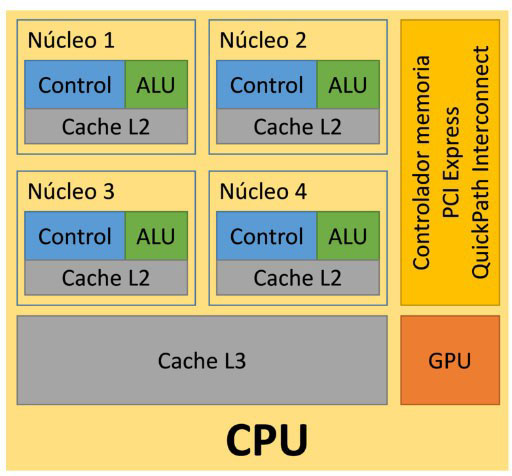 Núcleo 1
Control
ALU
Cache L2
Núcleo 2
Control
ALU
Cache L2
Núcleo 3
Control
ALU
Cache L2
Núcleo 4
Control
ALU
Cache L2
Controlador memoria
PCI Express
QuickPath Interconnect
Cache L3
GPU
CPU